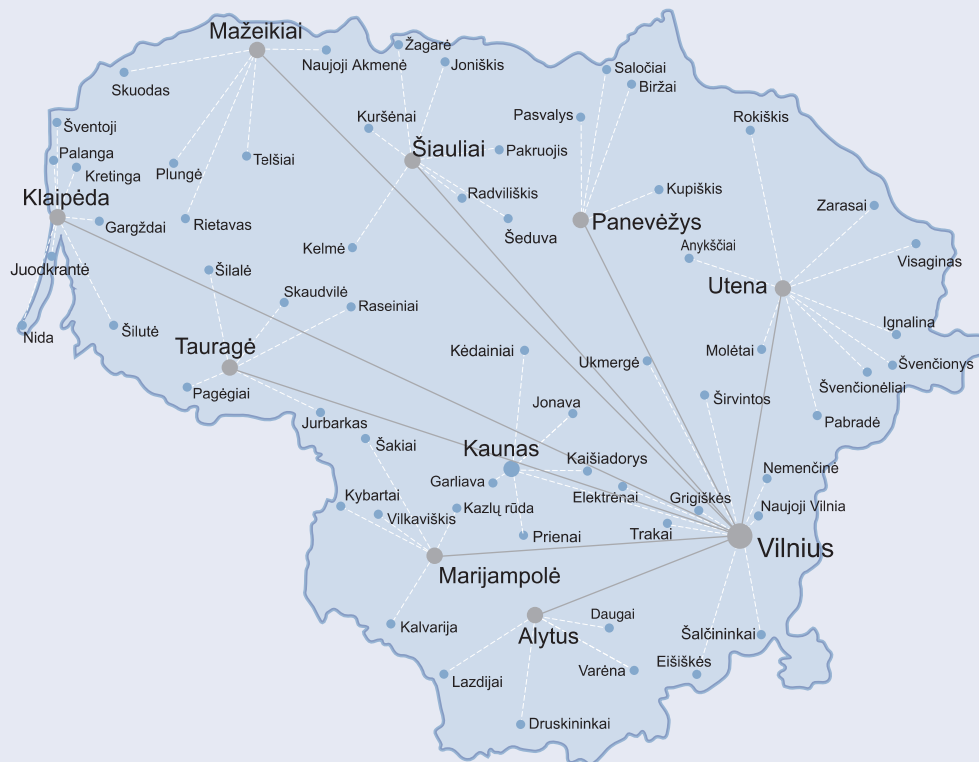 Mažeikiai
Žagarė
Naujoji Akmenė
Joniškis
Saločiai
Biržai
Skuodas
Kuršėnai
Pasvalys
Rokiškis
Šventoji
Šiauliai
Pakruojis
Palanga
Telšiai
Kretinga
Plungė
Kupiškis
Klaipėda
Radviliškis
Zarasai
Gargždai
Rietavas
Panevėžys
Šeduva
Kelmė
Anykščiai
Visaginas
Juodkrantė
Šilalė
Utena
Skaudvilė
Raseiniai
Ignalina
Nida
Šilutė
Tauragė
Kėdainiai
Ukmergė
Molėtai
Švenčionys
Švenčionėliai
Pagėgiai
Jonava
Širvintos
Jurbarkas
Pabradė
Šakiai
Kaunas
Kaišiadorys
Nemenčinė
Garliava
Kybartai
Elektrėnai
Grigiškės
Naujoji Vilnia
Vilkaviškis
Kazlų rūda
Prienai
Trakai
Vilnius
Marijampolė
Daugai
Kalvarija
Alytus
Šalčininkai
Eišiškės
Varėna
Lazdijai
Druskininkai